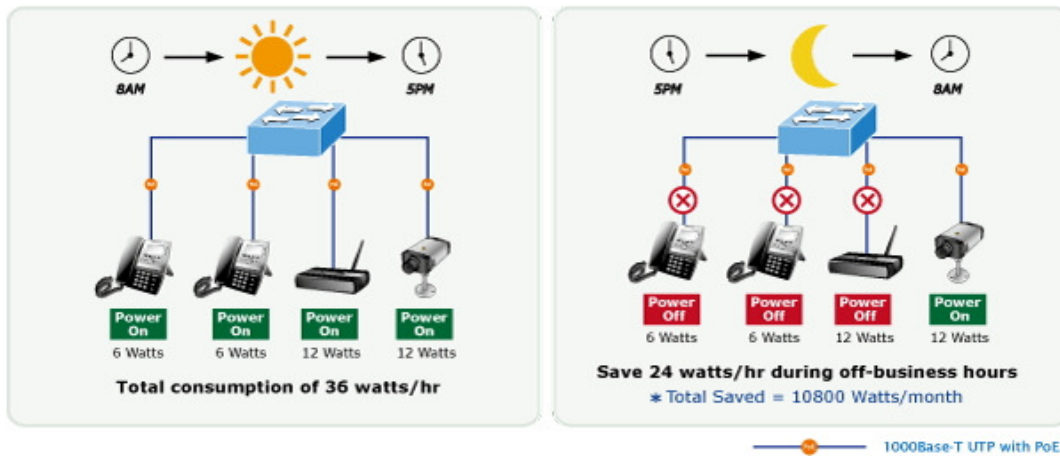 8AM
5PM
Power On
Power On
Power On
Power On
6 Watts
6 Watts
12 Watts
12 Watts
Total consumption of 36 watts/hr
5PM
8AM
Power Off
Power Off
Power Off
Power On
6 Watts
6 Watts
12 Watts
12 Watts
Save 24 watts/hr during off-business hours
* Total Saved = 10800 Watts/month
1000Base-T UTP with PoE